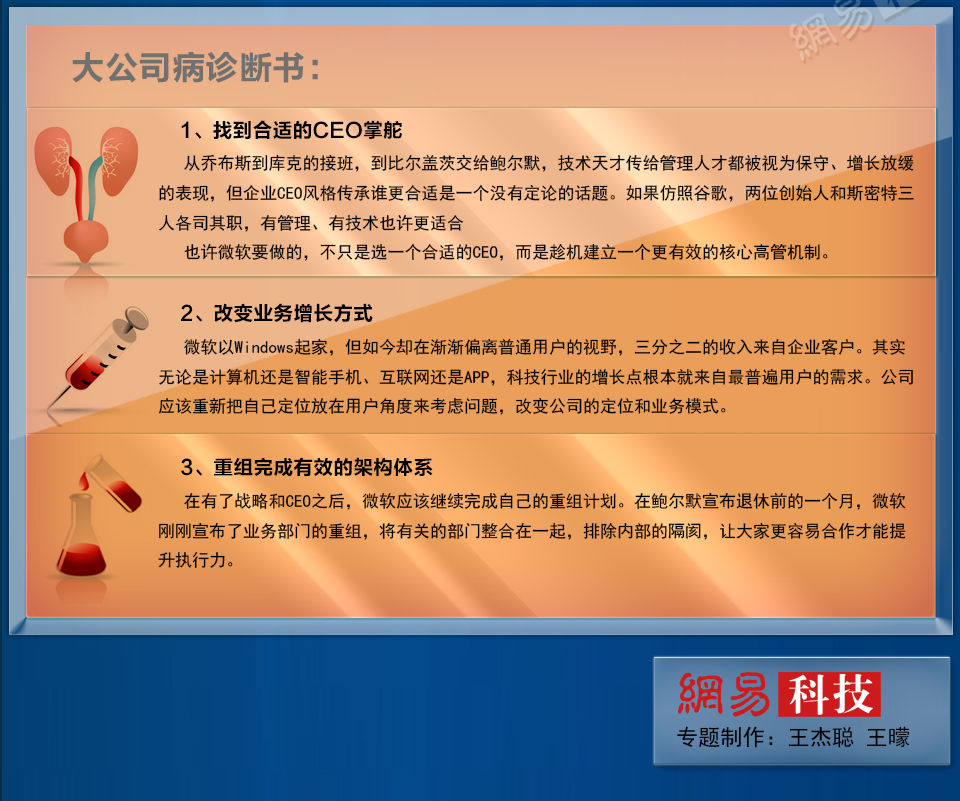 網易
大公司病诊断书：
1、找到合适的CEO掌舵
从乔布斯到库克的接班，到比尔盖茨交给鲍尔默，技术天才传给管理人才都被视为保守、增长放缓
的表现，但企业CEO风格传承谁更合适是一个没有定论的话题。如果仿照谷歌，两位创始人和斯密特三
人各司其职，有管理、有技术也许更适合
也许微软要做的，不只是选一个合适的CEO，而是趁机建立一个更有效的核心高管机制。
2、改变业务增长方式
微软以Windows起家，但如今却在渐渐偏离普通用户的视野，三分之二的收入来自企业客户。其实
无论是计算机还是智能手机、互联网还是APP，科技行业的增长点根本就来自最普遍用户的需求。公司
应该重新把自己定位放在用户角度来考虑问题，改变公司的定位和业务模式。
3、重组完成有效的架构体系
在有了战略和CEO之后，微软应该继续完成自己的重组计划。在鲍尔默宣布退休前的一个月，微软
刚刚宣布了业务部门的重组，将有关的部门整合在一起，排除内部的隔阂，让大家更容易合作才能提
升执行力。
網易科技
专题制作：王杰聪 王曚